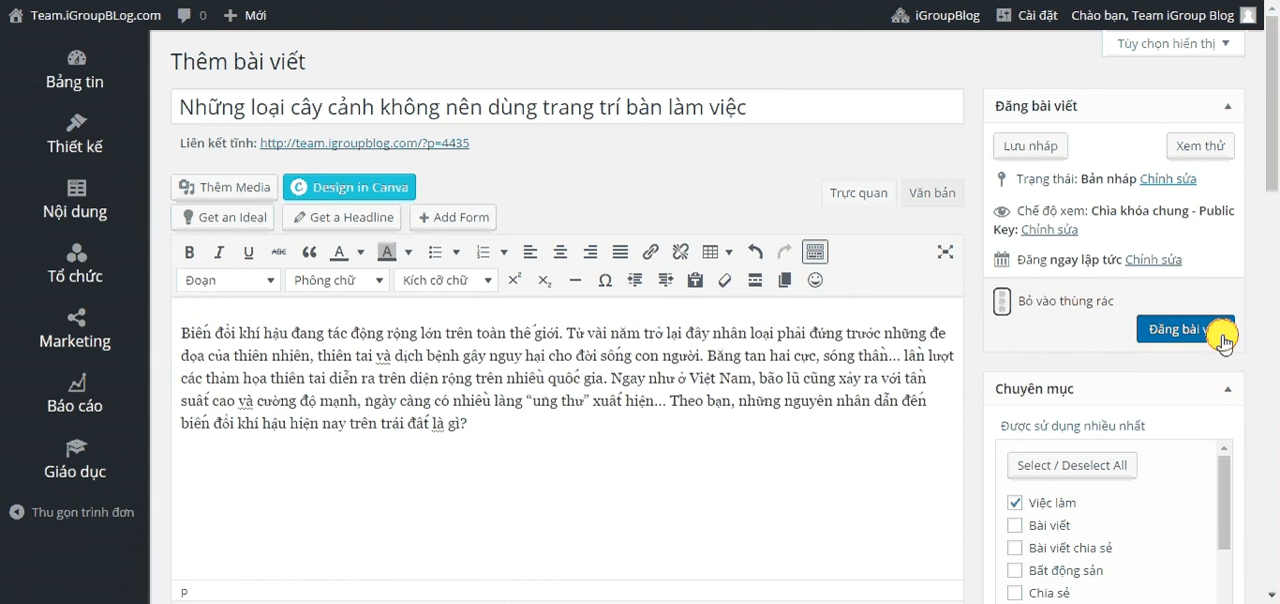 Team.iGroupBLog.com 0 Mới iGroupBlog Cài đặt Chào bạn, Team iGroup Blog
Tùy chọn hiển thị
Bảng tin
Thiết kế
Nội dung
Tổ chức
Marketing
Báo cáo
Giáo dục
Thu gọn trình đơn
Thêm bài viết
Những loại cây cảnh không nên dùng trang trí bàn làm việc
Liên kết tĩnh: http://team.igroupblog.com/?p=4435
Thêm Media Design in Canva
Trực quan Văn bản
Get an Ideal Get a Headline Add Form
B I U ABC A A
Đoạn Phông chữ Kích cỡ chữ
Biến đổi khí hậu đang tác động rộng lớn trên toàn thế giới. Từ vài năm trở lại đây nhân loại phải đứng trước những đe
dọa của thiên nhiên, thiên tai và dịch bệnh gây nguy hại cho đời sống con người. Băng tan hai cực, sóng thần... lần lượt
các thảm họa thiên tai diễn ra trên diện rộng trên nhiều quốc gia. Ngay như ở Việt Nam, bão lũ cũng xảy ra với tần
suất cao và cường độ mạnh, ngày càng có nhiều làng “ung thư” xuất hiện... Theo bạn, những nguyên nhân dẫn đến
biến đổi khí hậu hiện nay trên trái đất là gì?
p
Đăng bài viết
Lưu nháp Xem thử
Trạng thái: Bản nháp Chỉnh sửa
Chế độ xem: Chìa khóa chung - Public
Key: Chỉnh sửa
Đăng ngay lập tức Chỉnh sửa
Bỏ vào thùng rác
Đăng bài
Chuyên mục
Được sử dụng nhiều nhất
Select / Deselect All
Việc làm
Bài viết
Bài viết chia sẻ
Bất động sản
Chia sẻ